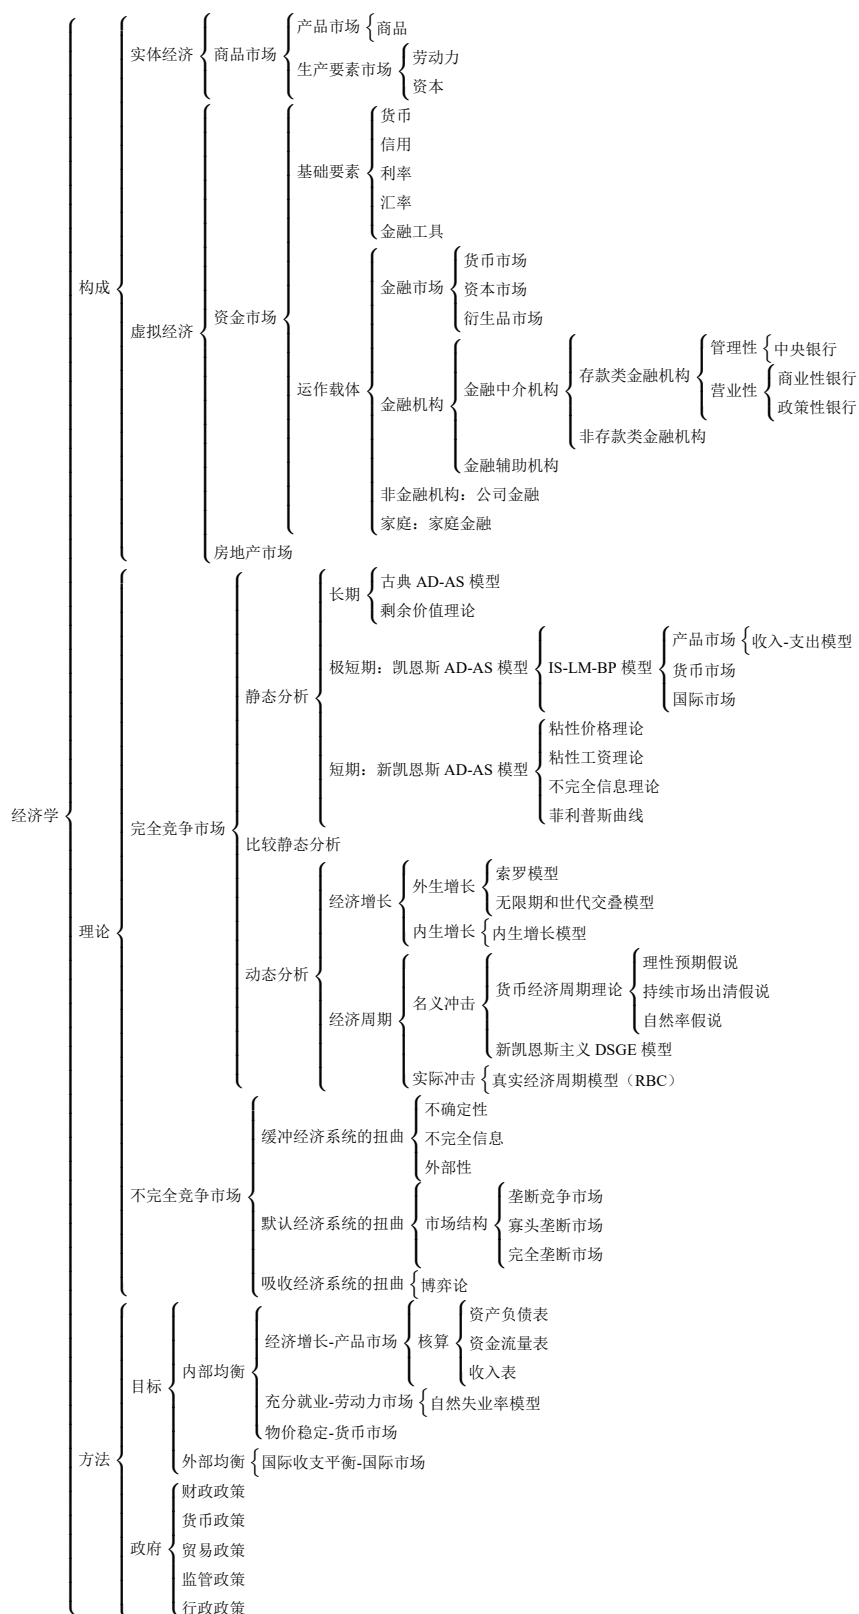 产品市场
商品
实体经济
商品市场
劳动力
生产要素市场
资本
货币
信用
基础要素
利率
汇率
金融工具
货币市场
构成
金融市场
资本市场
衍生品市场
虚拟经济
资金市场
管理性
中央银行
存款类金融机构
运作载体
金融中介机构
商业性银行
营业性
金融机构
政策性银行
非存款类金融机构
金融辅助机构
非金融机构：公司金融
家庭：家庭金融
房地产市场
古典 AD-AS 模型
长期
剩余价值理论
产品市场
收入-支出模型
极短期：凯恩斯 AD-AS 模型
IS-LM-BP 模型
货币市场
静态分析
国际市场
粘性价格理论
粘性工资理论
短期：新凯恩斯 AD-AS 模型
不完全信息理论
菲利普斯曲线
经济学
完全竞争市场
比较静态分析
索罗模型
外生增长
经济增长
无限期和世代交叠模型
理论
内生增长
内生增长模型
理性预期假说
动态分析
货币经济周期理论
持续市场出清假说
名义冲击
经济周期
自然率假说
新凯恩斯主义 DSGE 模型
实际冲击
真实经济周期模型（RBC）
不确定性
缓冲经济系统的扭曲
不完全信息
外部性
不完全竞争市场
垄断竞争市场
默认经济系统的扭曲
市场结构
寡头垄断市场
完全垄断市场
吸收经济系统的扭曲
博弈论
资产负债表
经济增长-产品市场
核算
资金流量表
内部均衡
收入表
目标
充分就业-劳动力市场
自然失业率模型
物价稳定-货币市场
方法
外部均衡
国际收支平衡-国际市场
财政政策
货币政策
政府
贸易政策
监管政策
行政政策